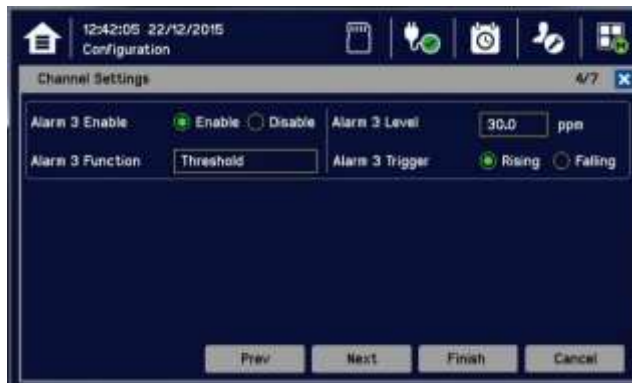 12:42:05 22/12/2015
Configuration
Channel Settings 4/7
Alarm 3 Enable Enable Disable Alarm 3 Level 30.0 ppm
Alarm 3 Function Threshold Alarm 3 Trigger Rising Falling
Prev Next Finish Cancel